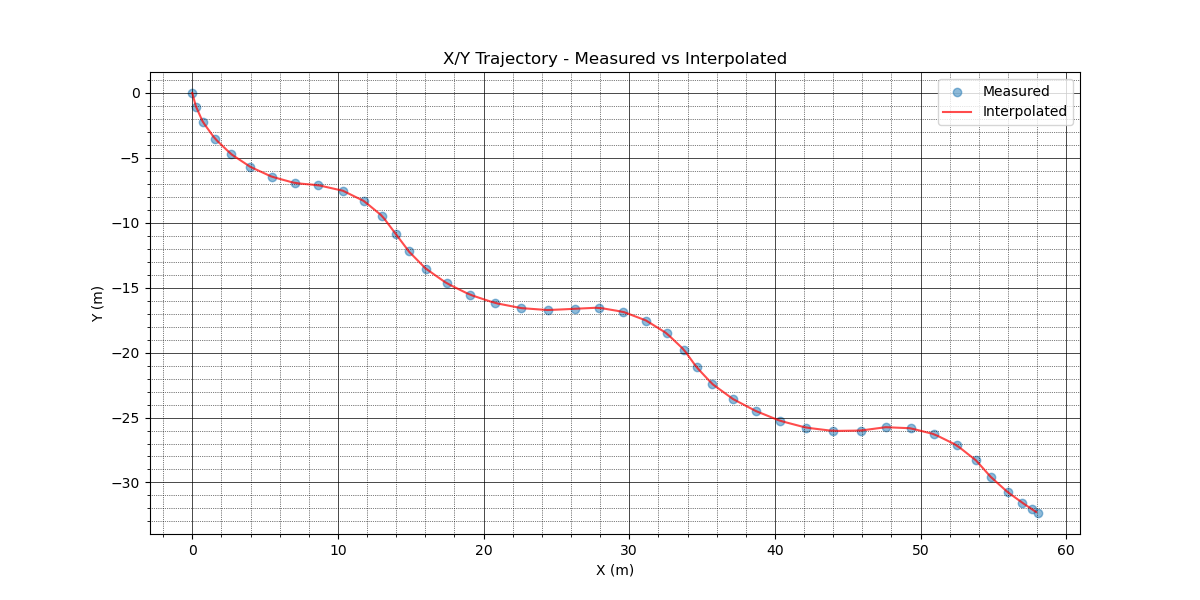 X/Y Trajectory - Measured vs Interpolated
Measured
Interpolated
0
−5
−10
−15
−20
−25
−30
Y (m)
0
10
20
30
40
50
60
X (m)